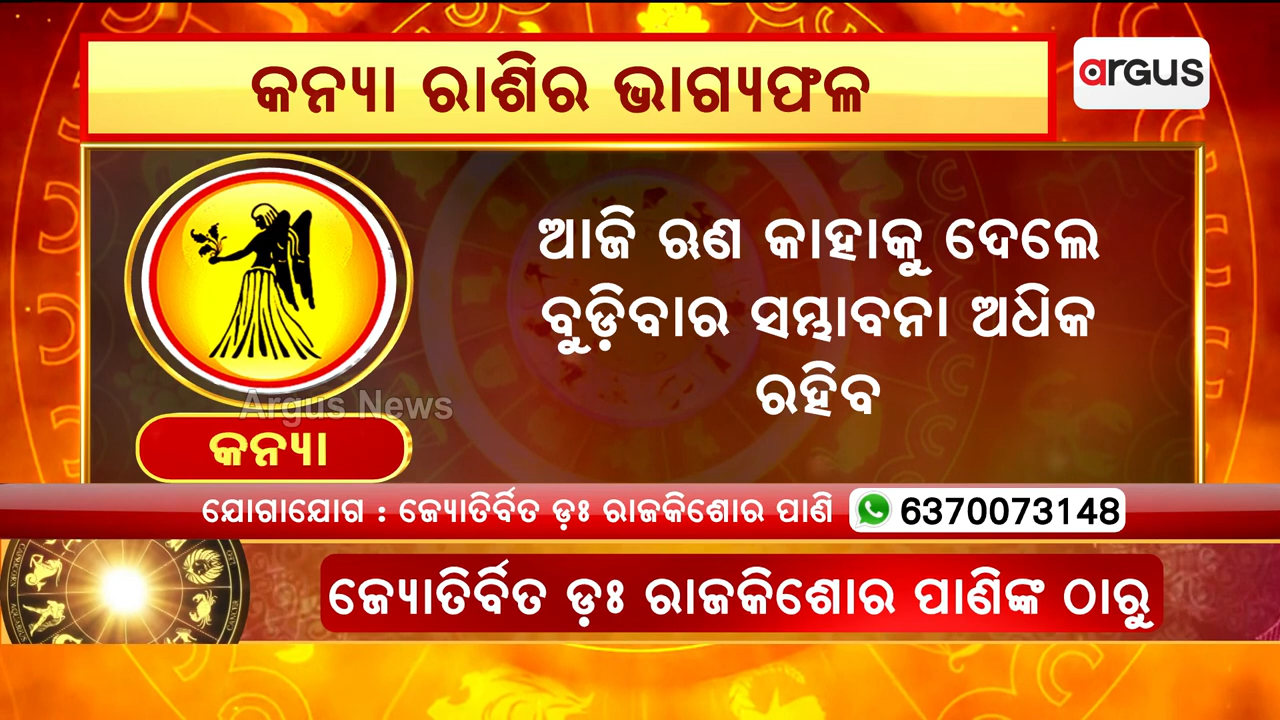 କନ୍ୟା ରାଶିର ଭାଗ୍ୟଫଳ
argus
ଆଜି ଋଣ କାହାକୁ ଦେଲେ
ବୁଡ଼ିବାର ସମ୍ଭାବନା ଅଧିକ
ରହିବ
Argus News
କନ୍ୟା
ଯୋଗାଯୋଗ : ଜ୍ୟୋତିର୍ବିତ ଡ଼ଃ ରାଜକିଶୋର ପାଣି 6370073148
ଜ୍ୟୋତିର୍ବିତ ଡ଼ଃ ରାଜକିଶୋର ପାଣିଙ୍କ ଠାରୁ